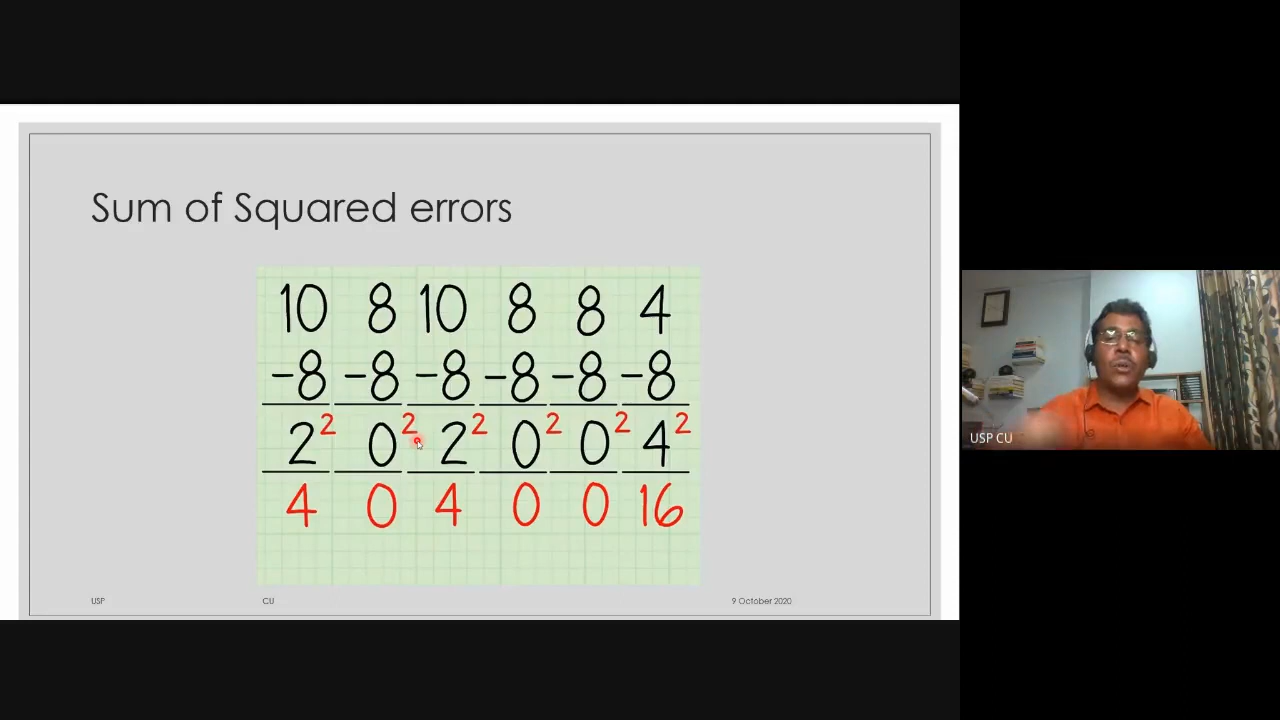 Sum of Squared errors
10 8 10 8 8 4
-8 -8 -8 -8 -8 -8
2² 0² 2² 0² 0² 4²
4 0 4 0 0 16
USP CU
USP CU 9 October 2020